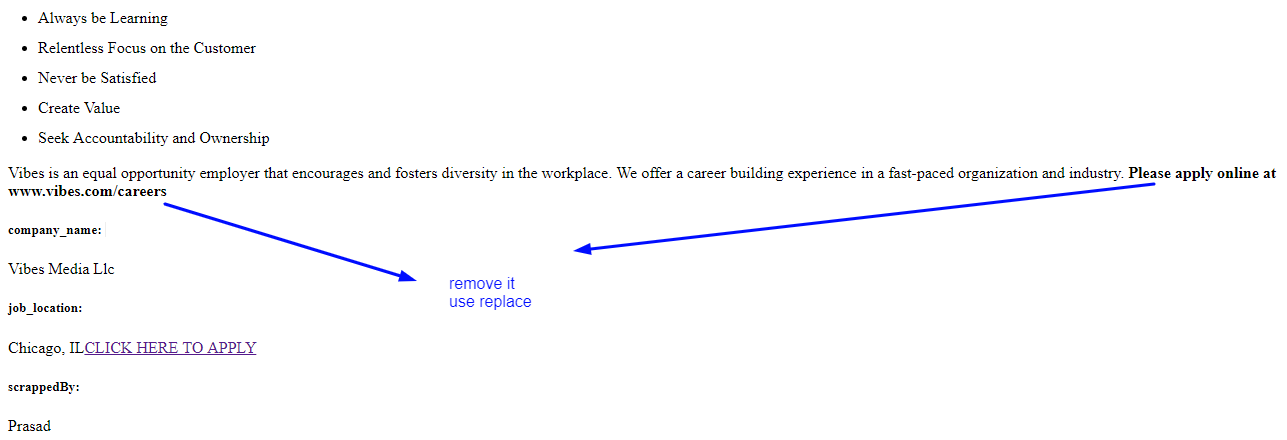 Always be Learning
Relentless Focus on the Customer
Never be Satisfied
Create Value
Seek Accountability and Ownership
Vibes is an equal opportunity employer that encourages and fosters diversity in the workplace. We offer a career building experience in a fast-paced organization and industry. Please apply online at
www.vibes.com/careers
company_name:
Vibes Media Llc
remove it
use replace
job_location:
Chicago, ILCLICK HERE TO APPLY
scrappedBy:
Prasad